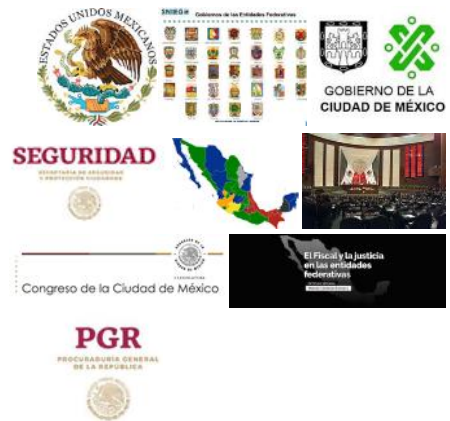 ESTADOS UNIDOS MEXICANOS
SNIEG
Gobiernos de las Entidades Federativas
GOBIERNO DE LA
CIUDAD DE MÉXICO
SEGURIDAD
SECRETARÍA DE SEGURIDAD
Y PROTECCIÓN CIUDADANA
Congreso de la Ciudad de México
El Fiscal y la justicia
en las entidades
federativas
PGR
PROCURADURÍA GENERAL
DE LA REPÚBLICA